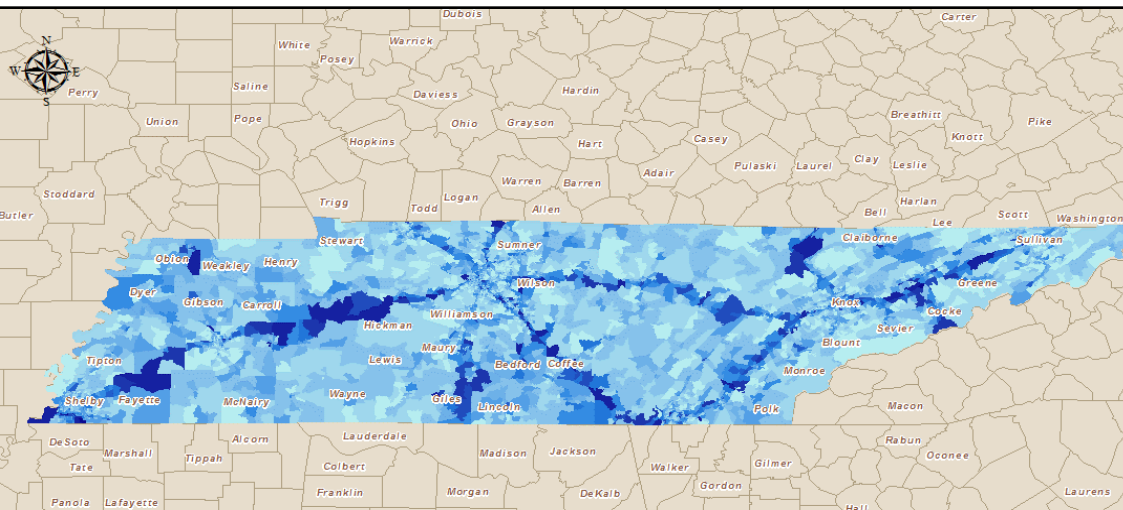 Dubois
Carter
N
White
Warrick
Posey
W
E
Perry
S
Saline
Daviess
Hardin
Union
Pope
Ohio
Grayson
Breathitt
Pike
Hopkins
Hart
Casey
Knott
Adair
Pulaski
Laurel
Clay
Leslie
Stoddard
Warren
Barren
Trigg
Logan
Todd
Allen
Harlan
Butler
Bell
Lee
Scott
Washington
Stewart
Sumner
Claiborne
Sullivan
Obion
Weakley
Henry
Dyer
Wilson
Greene
Gibson
Carroll
Knox
Williamson
Cocke
Hickman
Sevier
Maury
Blount
Tipton
Lewis
Bedford
Coffee
Monroe
Shelby
Fayette
McNairy
Wayne
Giles
Lincoln
Polk
Macon
DeSoto
Marshall
Alcorn
Lauderdale
Rabun
Tippah
Madison
Jackson
Oconee
Tate
Colbert
Walker
Gilmer
Panola
Lafayette
Franklin
Morgan
DeKalb
Gordon
Laurens
Hall